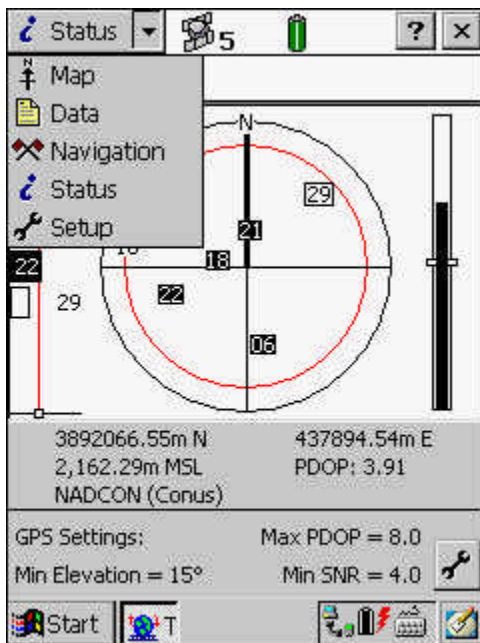 Status 5 ? ×
Map
Data
Navigation
Status
Setup
N
29
21
18
22
22
29
06
3892066.55m N 437894.54m E
2,162.29m MSL PDOP: 3.91
NADCON (Conus)
GPS Settings: Max PDOP = 8.0
Min Elevation = 15° Min SNR = 4.0
Start T